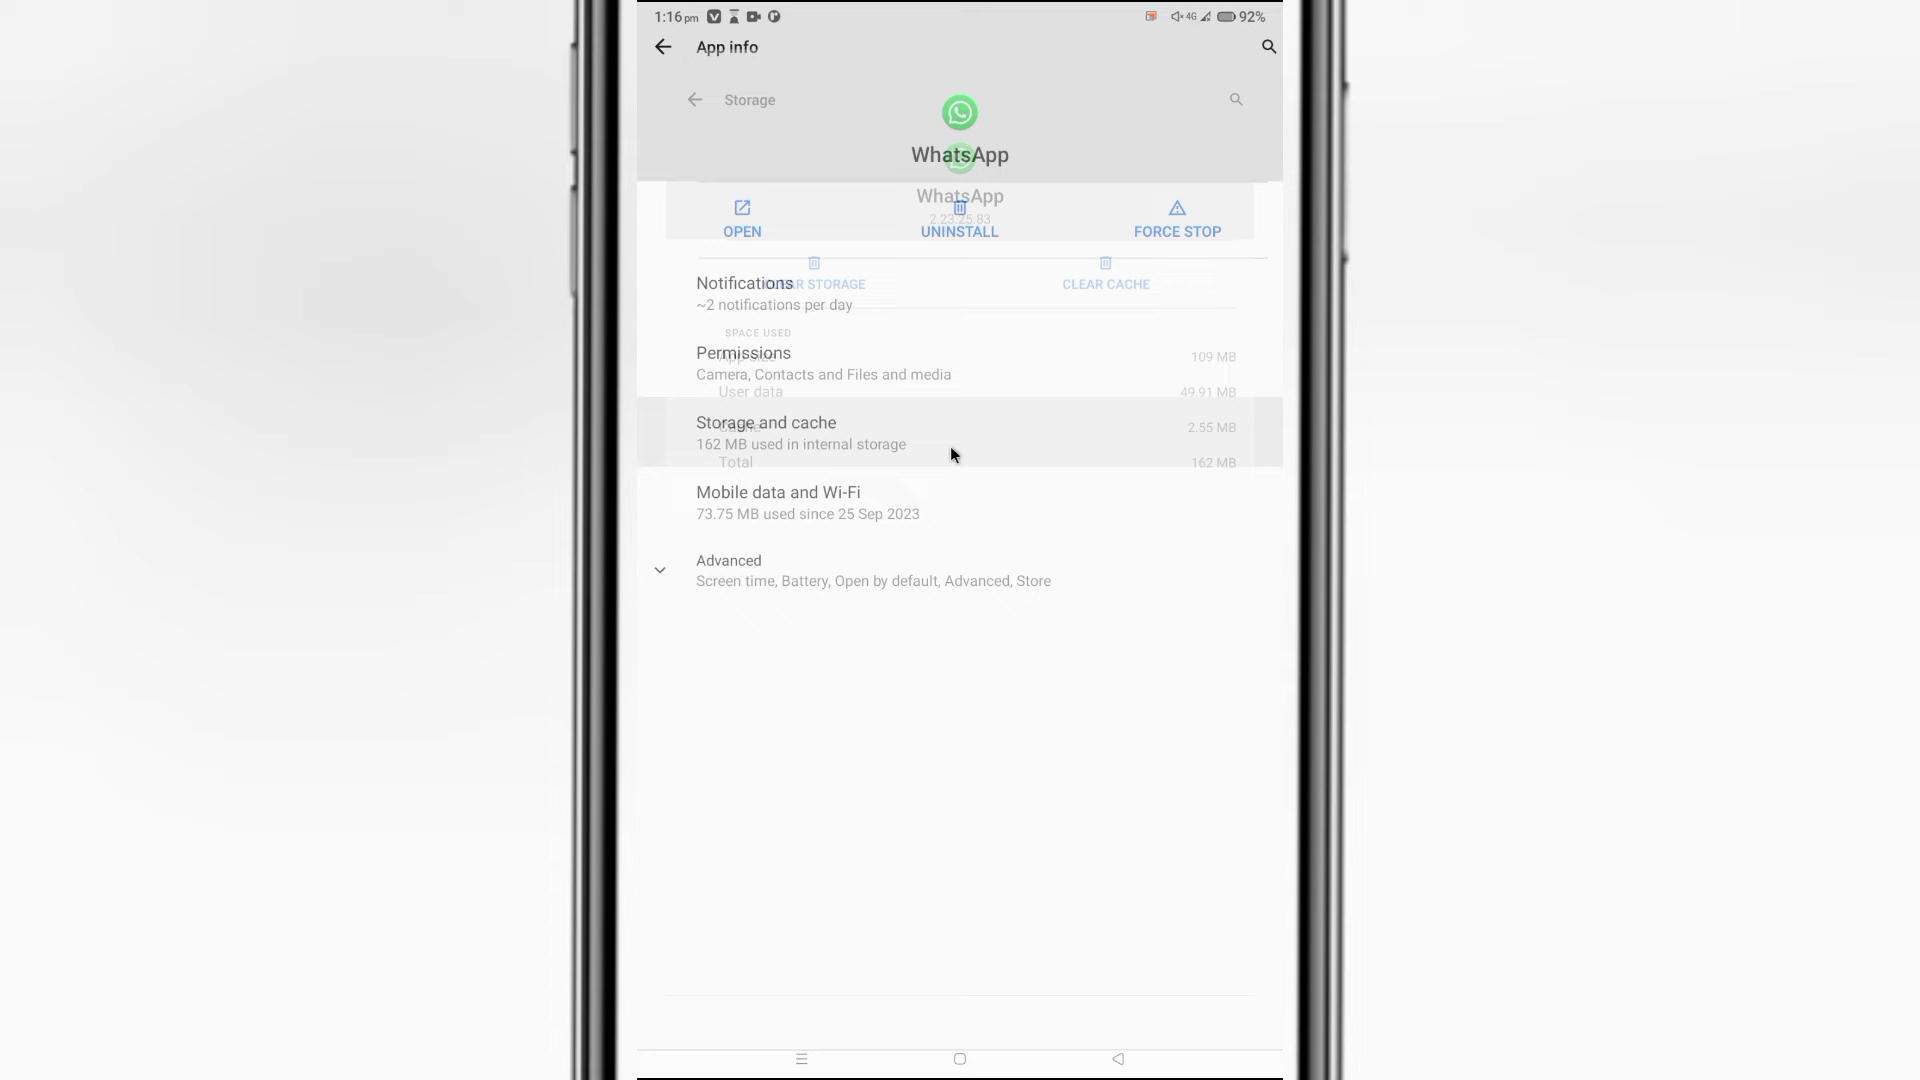 1:16 pm
4G
92%
App info
Storage
WhatsApp
WhatsApp
2.23.25.83
OPEN
UNINSTALL
FORCE STOP
CLEAR STORAGE
CLEAR CACHE
Notifications
~2 notifications per day
SPACE USED
Permissions
App size
109 MB
Camera, Contacts and Files and media
User data
49.91 MB
Storage and cache
Cache
2.55 MB
162 MB used in internal storage
Total
162 MB
Mobile data and Wi-Fi
73.75 MB used since 25 Sep 2023
Advanced
Screen time, Battery, Open by default, Advanced, Store